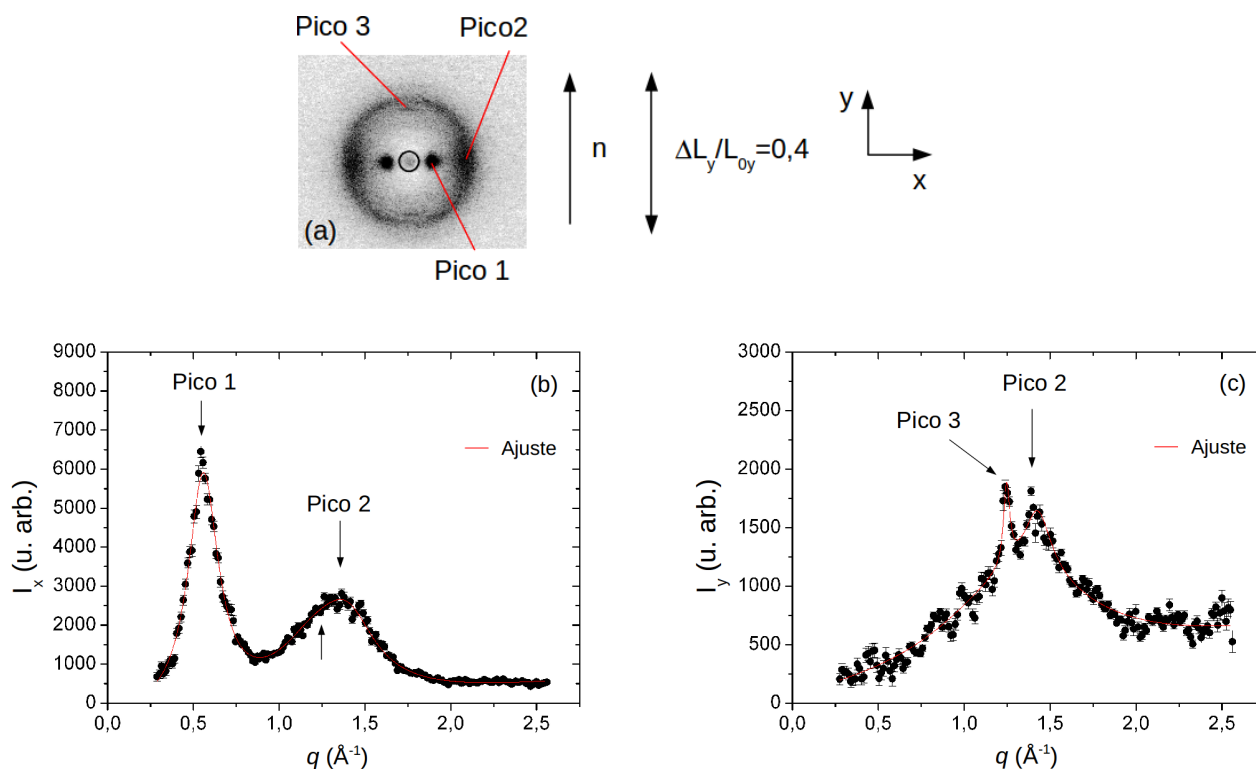 Pico 3
Pico2
(a)
Pico 1
n
ΔLy/L0y=0,4
y
x
9000
8000
7000
6000
5000
4000
3000
2000
1000
0
0,0
0,5
1,0
1,5
2,0
2,5
Ix (u. arb.)
q (Å-1)
Pico 1
(b)
Ajuste
Pico 2
3000
2500
2000
1500
1000
500
0
0,0
0,5
1,0
1,5
2,0
2,5
Iy (u. arb.)
q (Å-1)
Pico 2
(c)
Pico 3
Ajuste